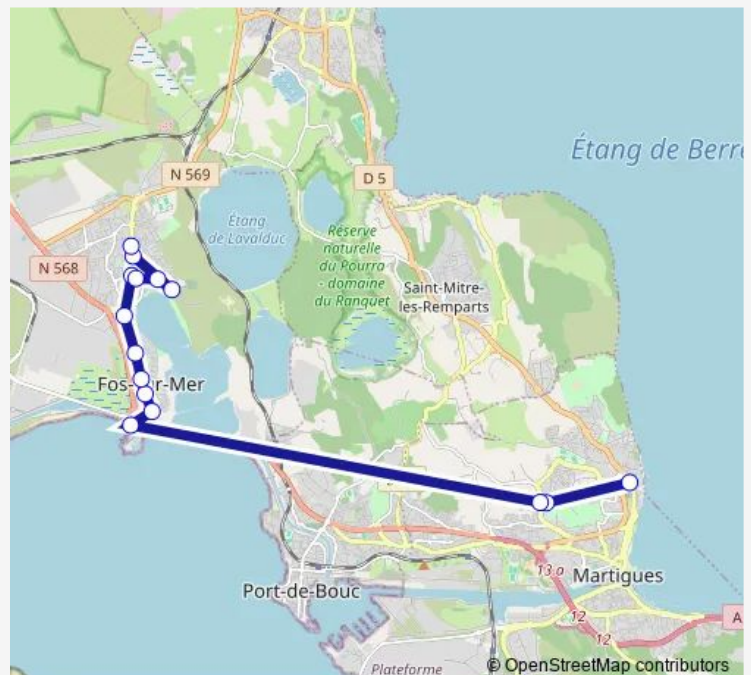 Étang de Berre
N 569
D 5
Étang
de Lavalduc
Réserve
naturelle
du Pourra
- domaine
du Ranquet
N 568
Saint-Mitre-
les-Remparts
Fos-sur-Mer
13 a
Martigues
Port-de-Bouc
12
12
A
Plateforme
© OpenStreetMap contributors